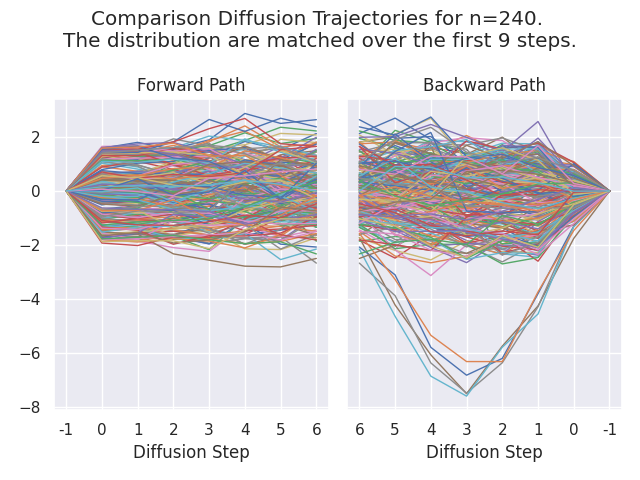 Comparison Diffusion Trajectories for n=240.
The distribution are matched over the first 9 steps.
Forward Path
Backward Path
2
0
−2
−4
−6
−8
-1 0 1 2 3 4 5 6
6 5 4 3 2 1 0 -1
Diffusion Step
Diffusion Step